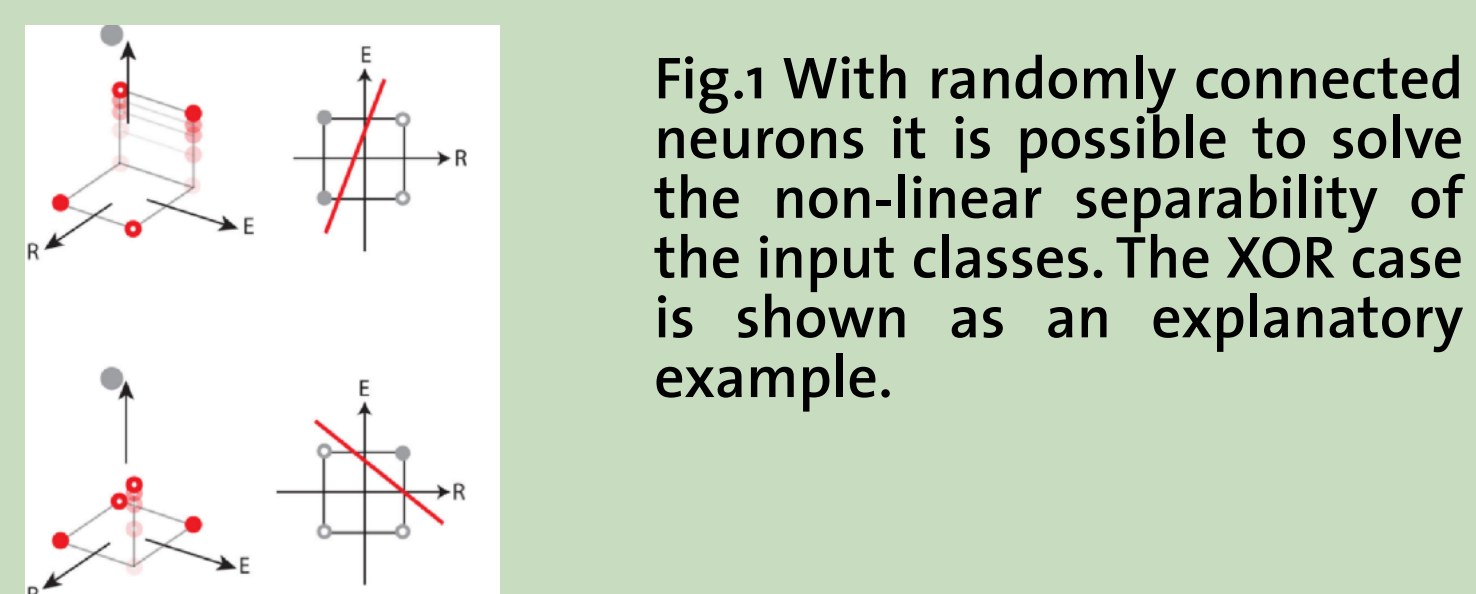 E
R
E
R
Fig.1 With randomly connected
neurons it is possible to solve
the non-linear separability of
the input classes. The XOR case
is shown as an explanatory
example.
E
R
E
R